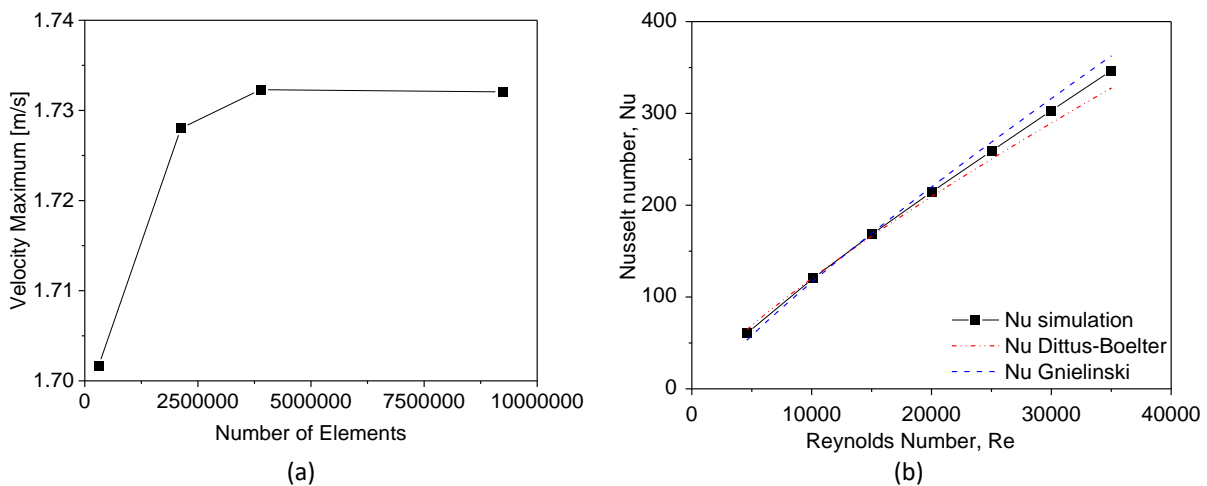 1.74
1.73
1.72
1.71
1.70
Velocity Maximum [m/s]
0
2500000
5000000
7500000
10000000
Number of Elements
(a)
400
300
200
100
0
Nusselt number, Nu
Nu simulation
Nu Dittus-Boelter
Nu Gnielinski
0
10000
20000
30000
40000
Reynolds Number, Re
(b)